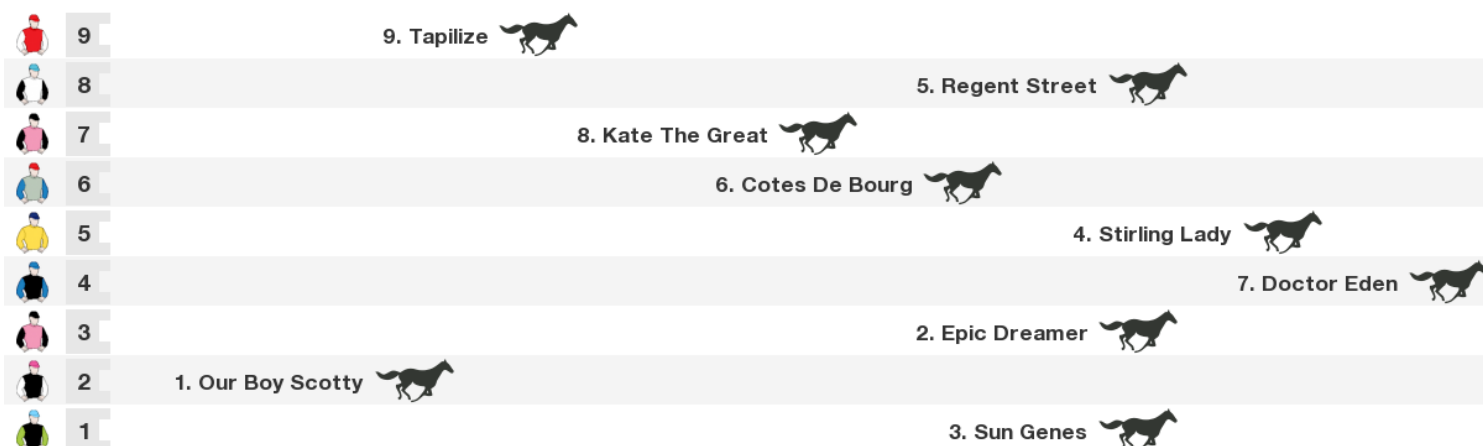 9 9. Tapilize
8 5. Regent Street
7 8. Kate The Great
6 6. Cotes De Bourg
5 4. Stirling Lady
4 7. Doctor Eden
3 2. Epic Dreamer
2 1. Our Boy Scotty
1 3. Sun Genes